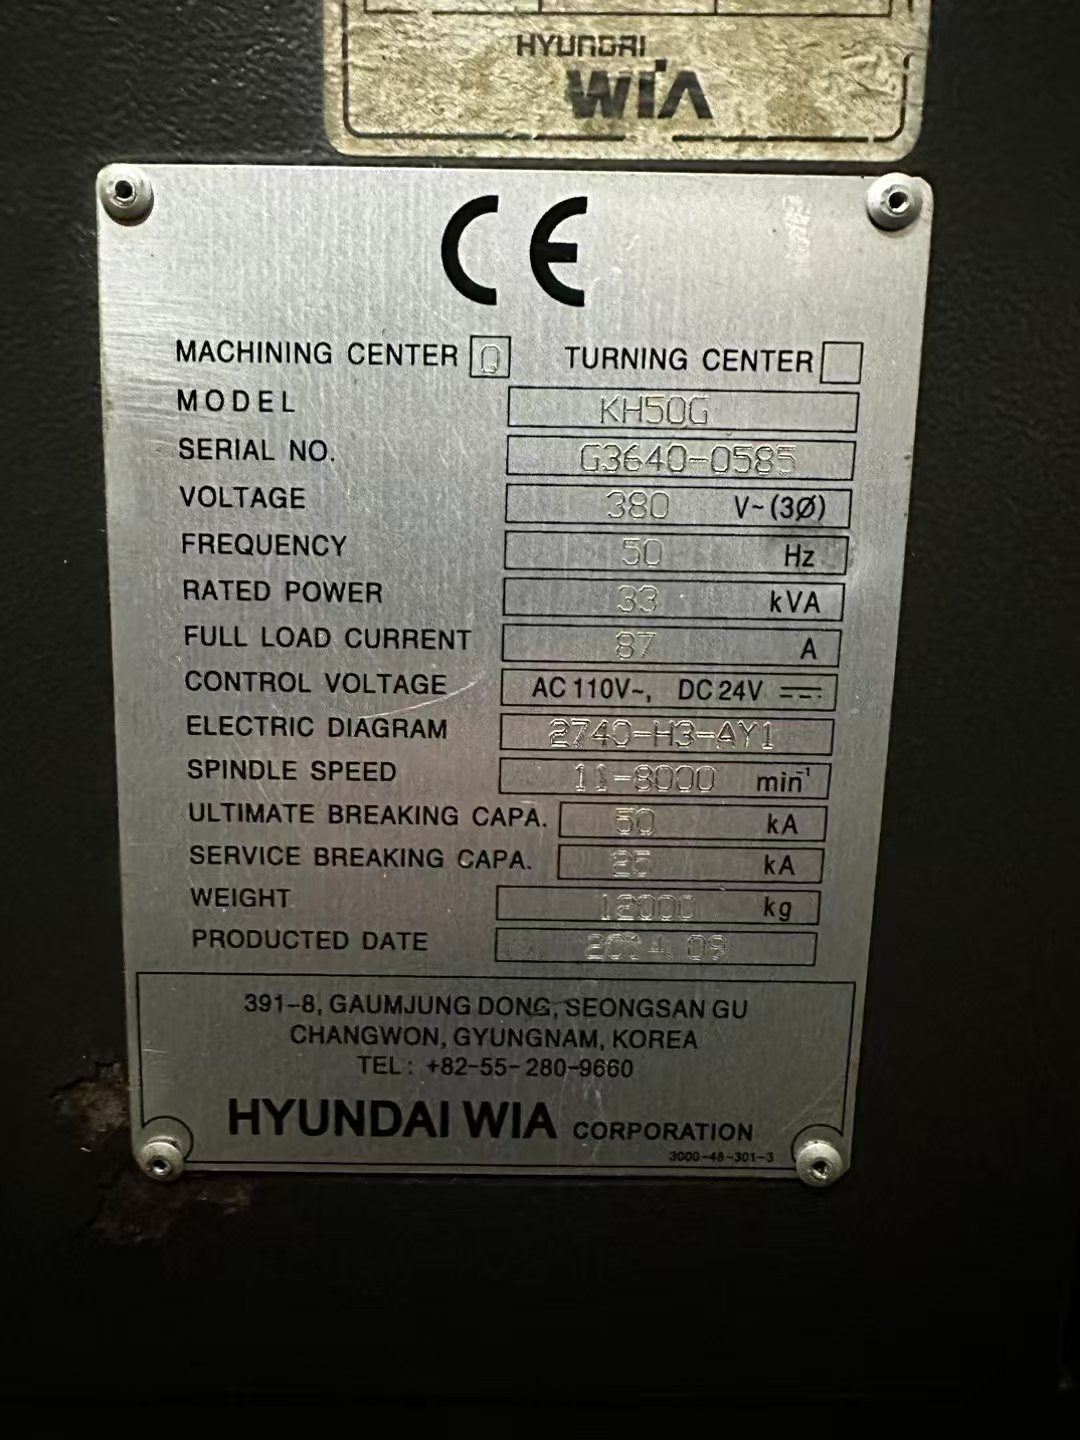 HYUNDAI
WIA
CE
MACHINING CENTER O TURNING CENTER
MODEL KH50G
SERIAL NO. G3640-0585
VOLTAGE 380 V~(3Ø)
FREQUENCY 50 Hz
RATED POWER 33 kVA
FULL LOAD CURRENT 87 A
CONTROL VOLTAGE AC 110V~, DC 24V ⎓
ELECTRIC DIAGRAM 2740-H3-AY1
SPINDLE SPEED 11-8000 min⁻¹
ULTIMATE BREAKING CAPA. 50 kA
SERVICE BREAKING CAPA. 25 kA
WEIGHT 12000 kg
PRODUCTED DATE 2014.09
391-8, GAUMJUNG DONG, SEONGSAN GU
CHANGWON, GYUNGNAM, KOREA
TEL: +82-55-280-9660
HYUNDAI WIA CORPORATION
3000-48-301-3